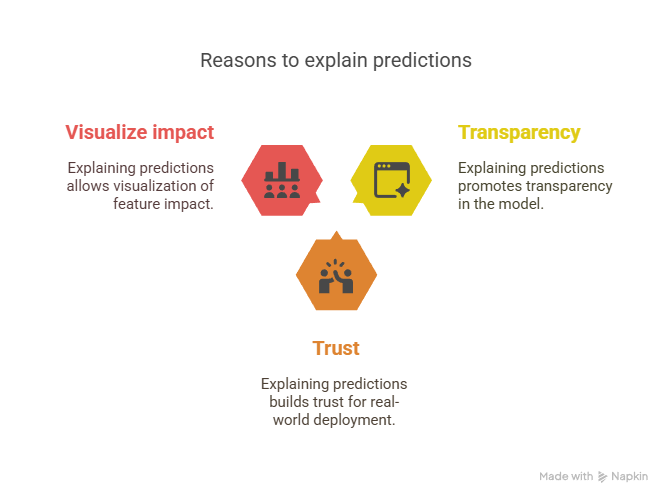 Reasons to explain predictions
Visualize impact
Explaining predictions
allows visualization of
feature impact.
Transparency
Explaining predictions
promotes transparency
in the model.
Trust
Explaining predictions
builds trust for real-
world deployment.
Made with Napkin